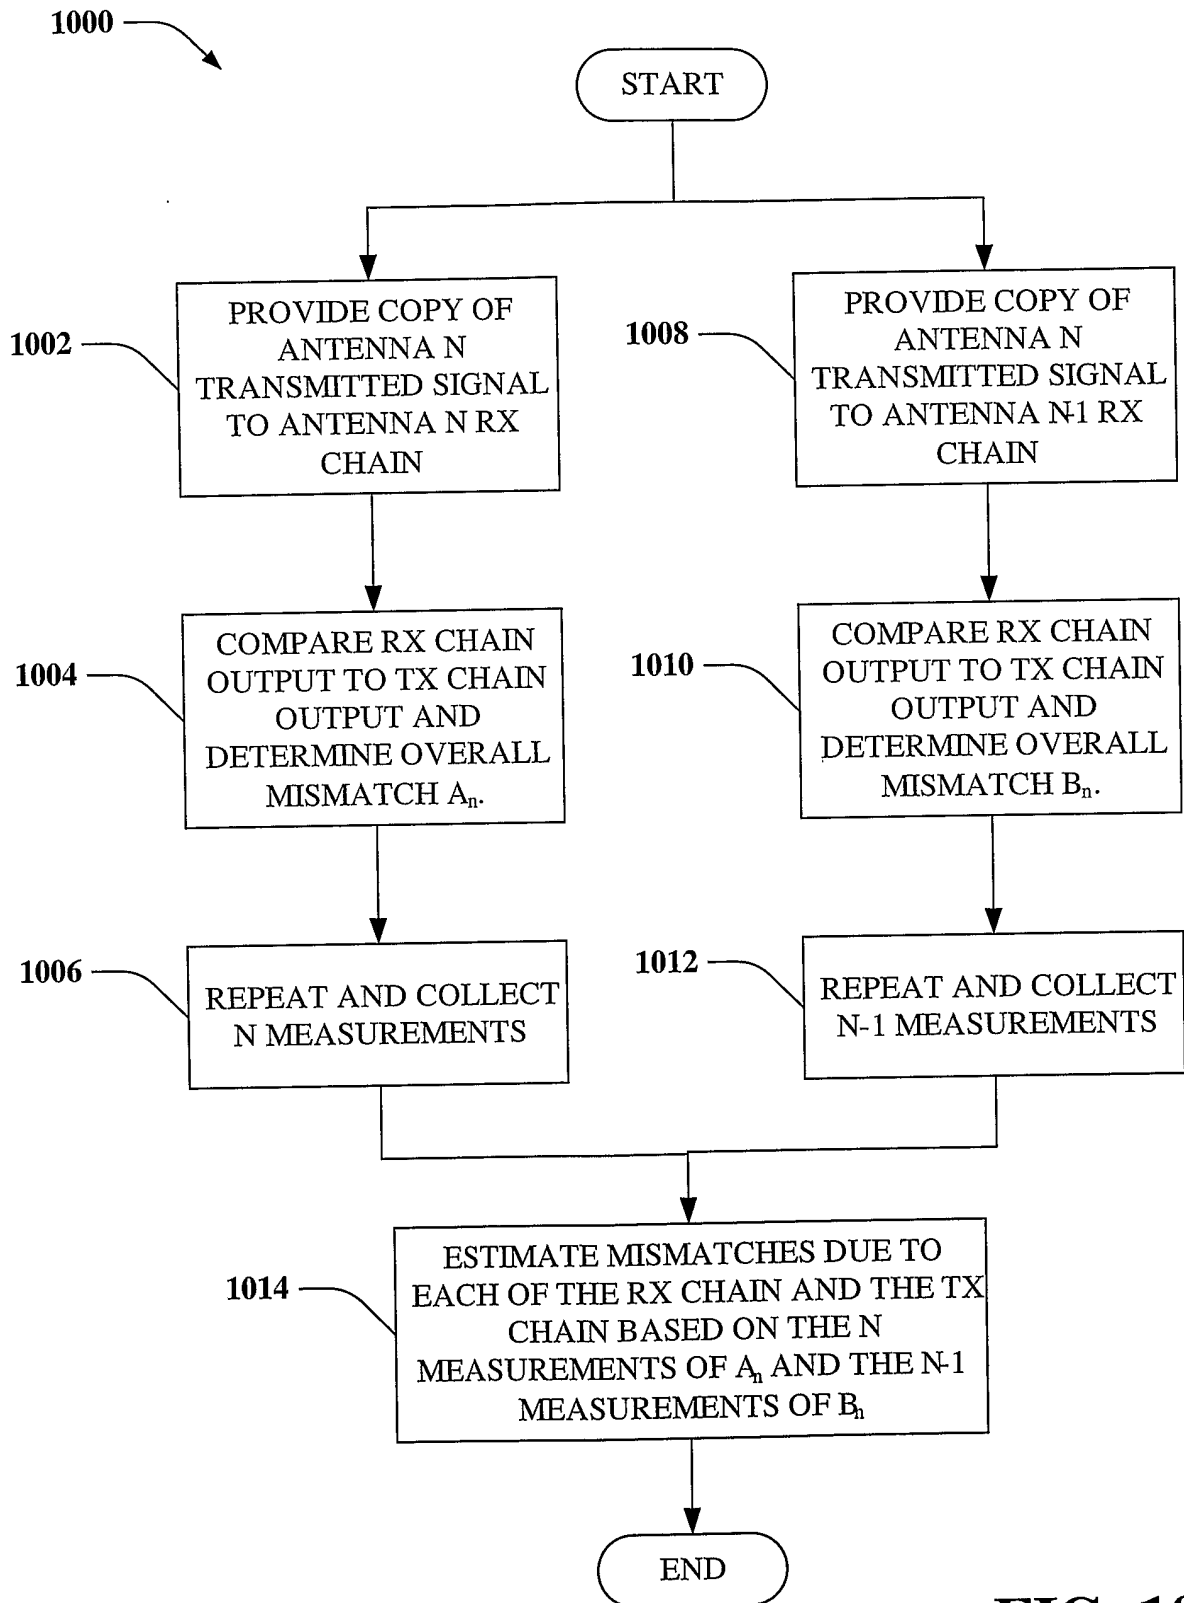 1000
START
1002
PROVIDE COPY OF
ANTENNA N
TRANSMITTED SIGNAL
TO ANTENNA N RX
CHAIN
1008
PROVIDE COPY OF
ANTENNA N
TRANSMITTED SIGNAL
TO ANTENNA N-1 RX
CHAIN
1004
COMPARE RX CHAIN
OUTPUT TO TX CHAIN
OUTPUT AND
DETERMINE OVERALL
MISMATCH Aₙ.
1010
COMPARE RX CHAIN
OUTPUT TO TX CHAIN
OUTPUT AND
DETERMINE OVERALL
MISMATCH Bₙ.
1006
REPEAT AND COLLECT
N MEASUREMENTS
1012
REPEAT AND COLLECT
N-1 MEASUREMENTS
1014
ESTIMATE MISMATCHES DUE TO
EACH OF THE RX CHAIN AND THE TX
CHAIN BASED ON THE N
MEASUREMENTS OF Aₙ AND THE N-1
MEASUREMENTS OF Bₙ
END